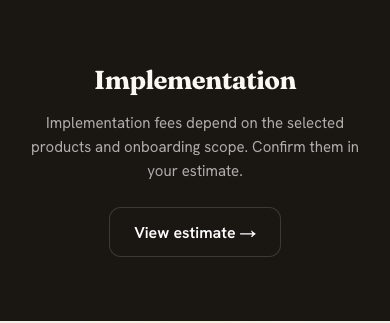 Implementation
Implementation fees depend on the selected
products and onboarding scope. Confirm them in
your estimate.
View estimate →